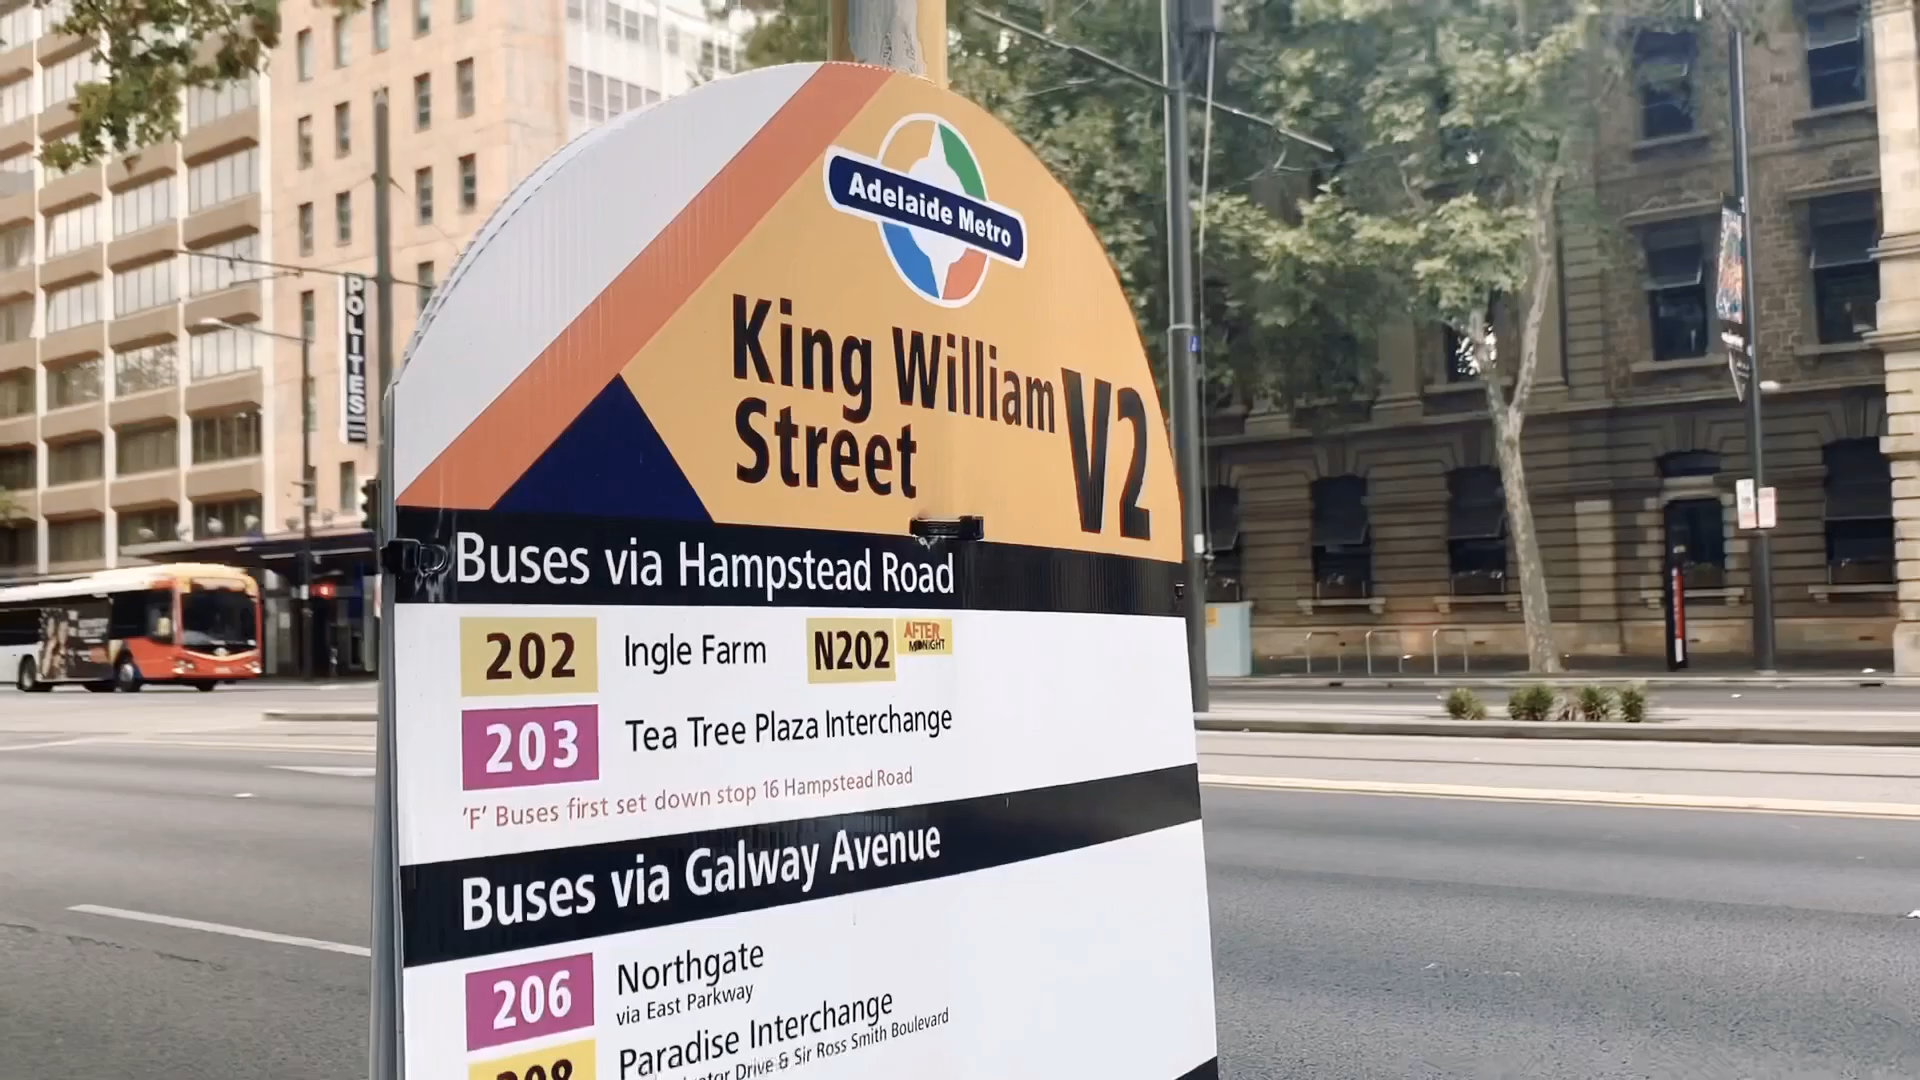 POLITES
Adelaide Metro
King William
Street
V2
Buses via Hampstead Road
202 Ingle Farm N202 AFTER MIDNIGHT
203 Tea Tree Plaza Interchange
'F' Buses first set down stop 16 Hampstead Road
Buses via Galway Avenue
206 Northgate
via East Parkway
208 Paradise Interchange
Drive & Sir Ross Smith Boulevard